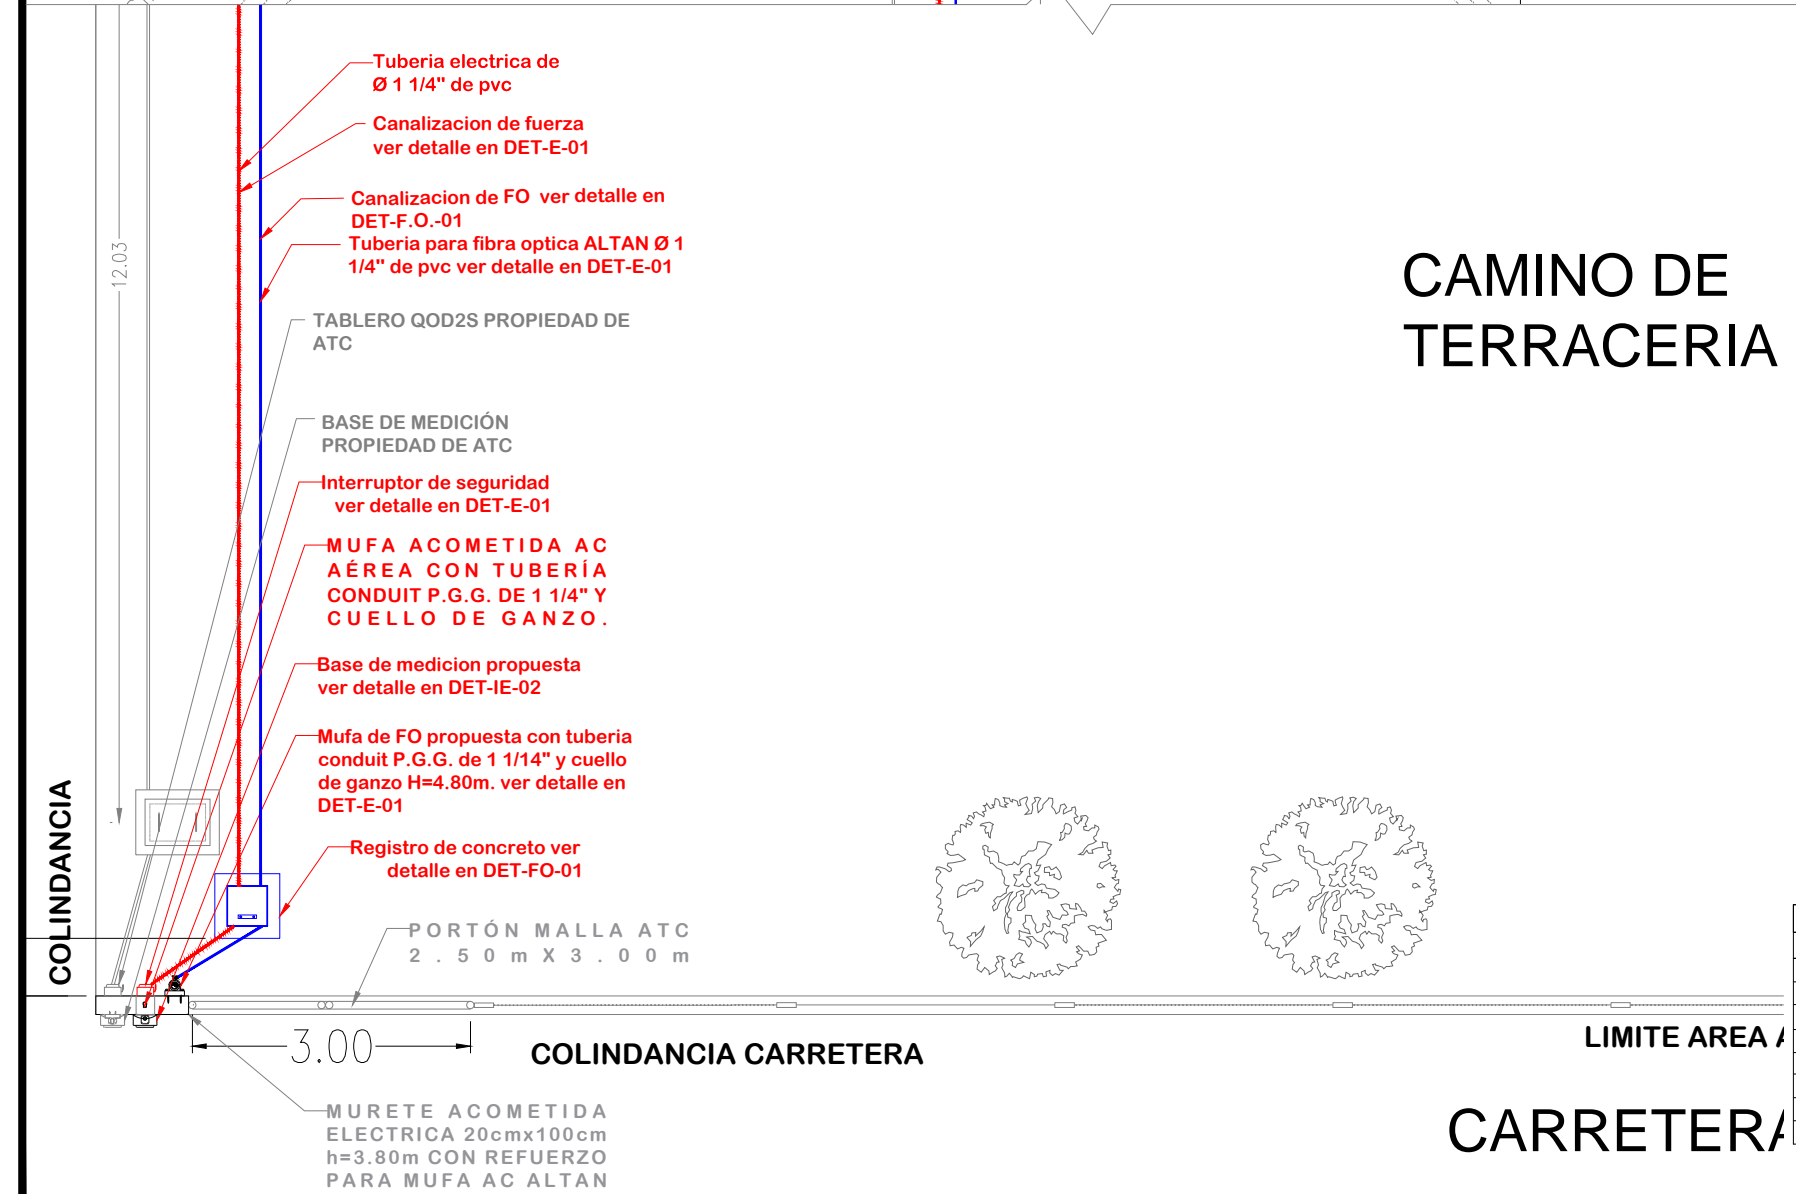 Tuberia electrica de
Ø 1 1/4" de pvc
Canalizacion de fuerza
ver detalle en DET-E-01
Canalizacion de FO ver detalle en
DET-F.O.-01
Tuberia para fibra optica ALTAN Ø 1
1/4" de pvc ver detalle en DET-E-01
12.03
CAMINO DE
TERRACERIA
TABLERO QOD2S PROPIEDAD DE
ATC
BASE DE MEDICIÓN
PROPIEDAD DE ATC
Interruptor de seguridad
ver detalle en DET-E-01
MUFA ACOMETIDA AC
AÉREA CON TUBERÍA
CONDUIT P.G.G. DE 1 1/4" Y
CUELLO DE GANZO.
Base de medicion propuesta
ver detalle en DET-IE-02
Mufa de FO propuesta con tuberia
conduit P.G.G. de 1 1/14" y cuello
de ganzo H=4.80m. ver detalle en
DET-E-01
Registro de concreto ver
detalle en DET-FO-01
COLINDANCIA
PORTÓN MALLA ATC
2.50mX3.00m
3.00
COLINDANCIA CARRETERA
LIMITE AREA
CARRETERA
MURETE ACOMETIDA
ELECTRICA 20cmx100cm
h=3.80m CON REFUERZO
PARA MUFA AC ALTAN